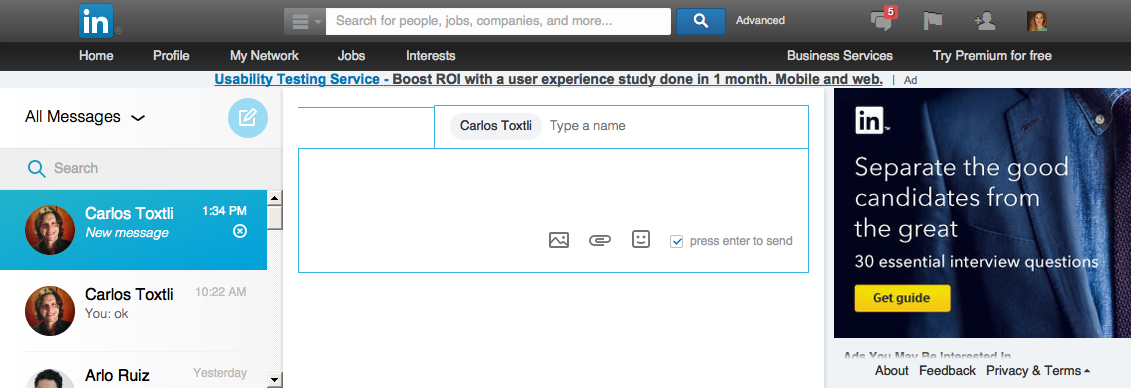 in
Search for people, jobs, companies, and more...
Advanced
5
Home Profile My Network Jobs Interests Business Services Try Premium for free
Usability Testing Service - Boost ROI with a user experience study done in 1 month. Mobile and web. | Ad
All Messages
Search
Carlos Toxtli 1:34 PM
New message
Carlos Toxtli 10:22 AM
You: ok
Arlo Ruiz Yesterday
Carlos Toxtli Type a name
press enter to send
in™
Separate the good
candidates from
the great
30 essential interview questions
Get guide
Ads You May Be Interested In
About Feedback Privacy & Terms